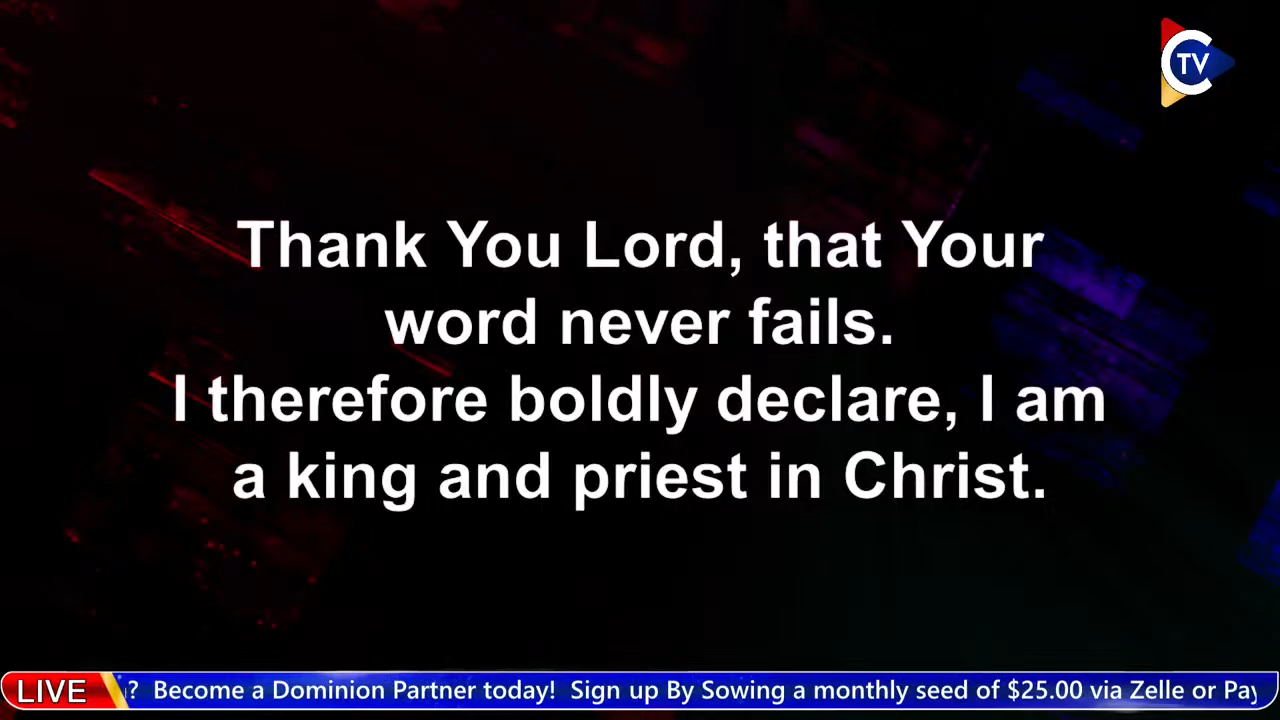 TV
Thank You Lord, that Your
word never fails.
I therefore boldly declare, I am
a king and priest in Christ.
LIVE
? Become a Dominion Partner today! Sign up By Sowing a monthly seed of $25.00 via Zelle or Pay